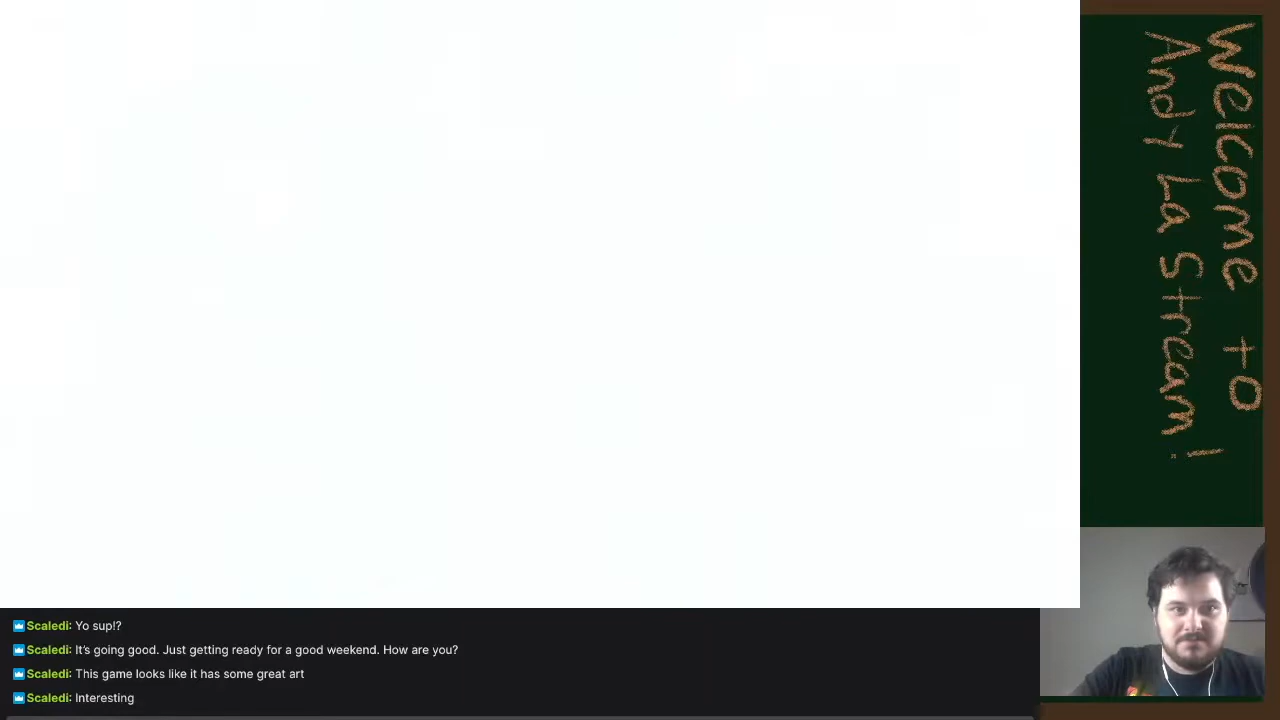 Welcome to
Andy La Stream!
Scaledi: Yo sup!?
Scaledi: It's going good. Just getting ready for a good weekend. How are you?
Scaledi: This game looks like it has some great art
Scaledi: Interesting